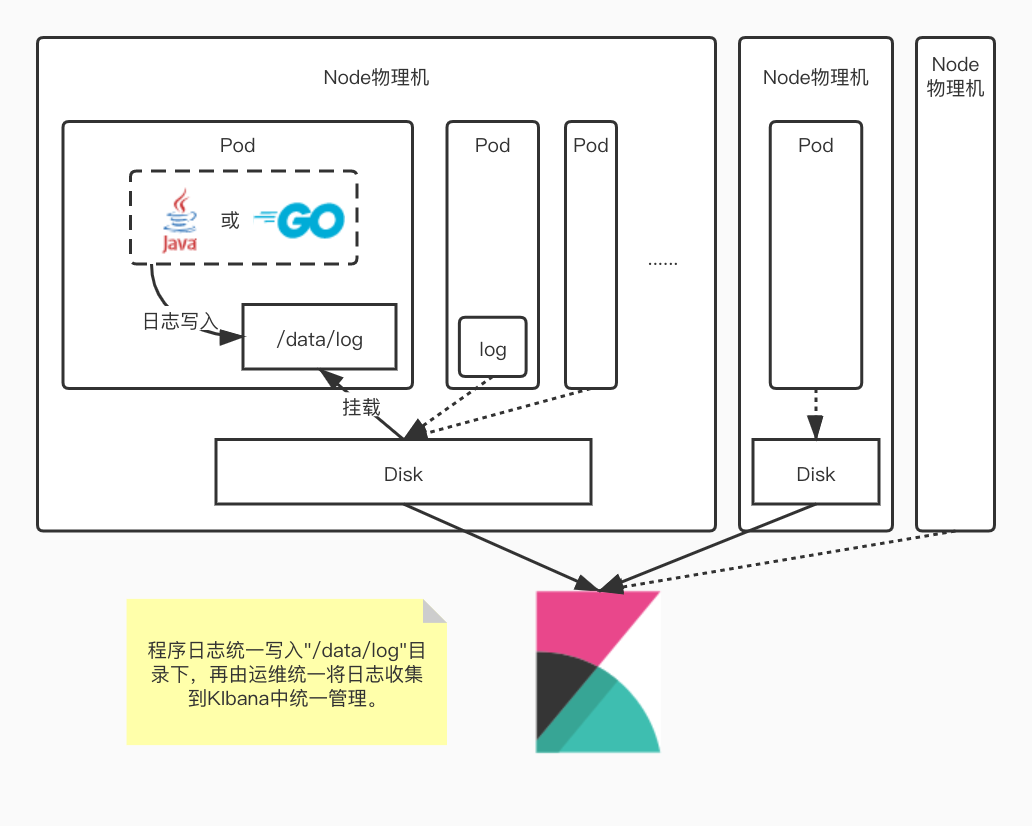 Node物理机
Pod
Java
或
GO
日志写入
/data/log
挂载
Pod
log
Pod
......
Disk
Node物理机
Pod
Disk
Node
物理机
程序日志统一写入"/data/log"目
录下，再由运维统一将日志收集
到KIbana中统一管理。